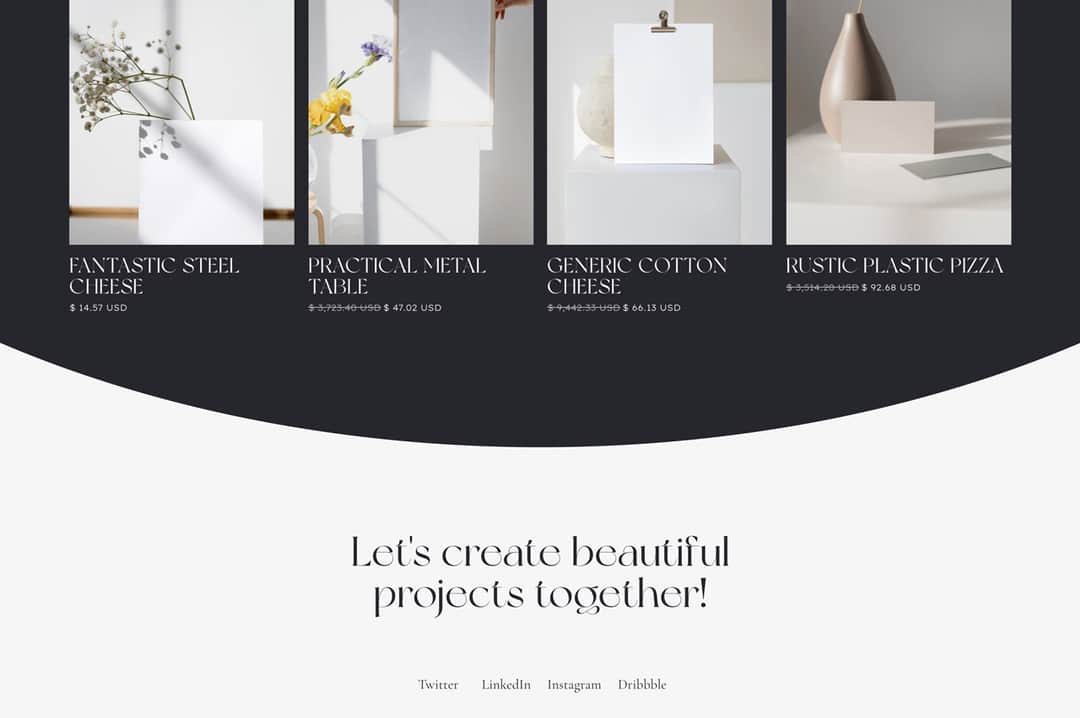 FANTASTIC STEEL
CHEESE
$ 14.57 USD
PRACTICAL METAL
TABLE
$ 3,723.40 USD $ 47.02 USD
GENERIC COTTON
CHEESE
$ 9,442.33 USD $ 66.13 USD
RUSTIC PLASTIC PIZZA
$ 3,514.20 USD $ 92.68 USD
Let's create beautiful
projects together!
Twitter LinkedIn Instagram Dribbble